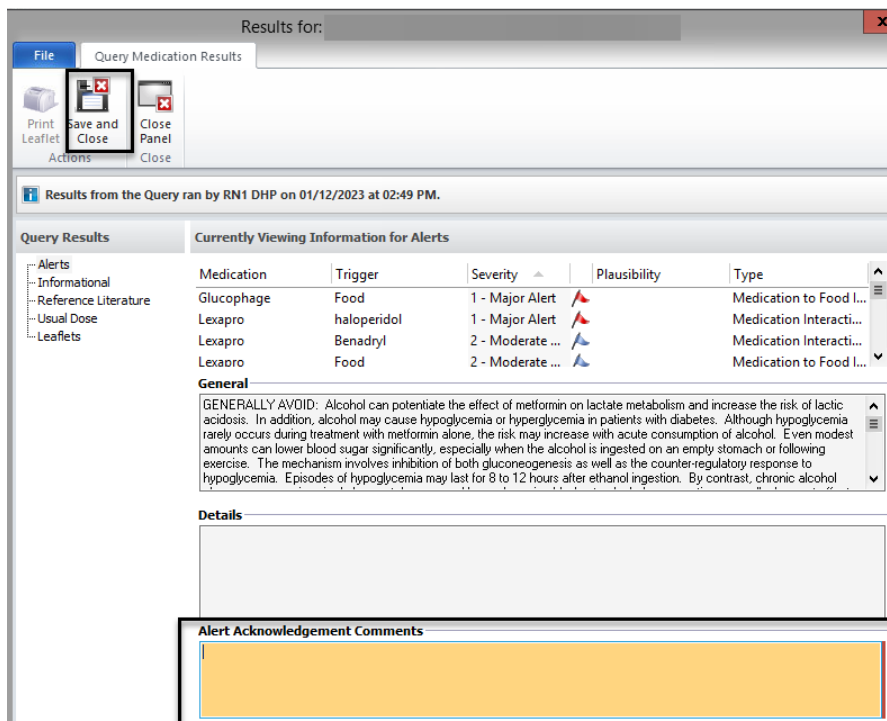 Results for:
x
File
Query Medication Results
Print Leaflet
Save and Close
Close Panel
Actions
Close
Results from the Query ran by RN1 DHP on 01/12/2023 at 02:49 PM.
Query Results
Alerts
Informational
Reference Literature
Usual Dose
Leaflets
Currently Viewing Information for Alerts
Medication Trigger Severity Plausibility Type
Glucophage Food 1 - Major Alert Medication to Food I...
Lexapro haloperidol 1 - Major Alert Medication Interacti...
Lexapro Benadryl 2 - Moderate ... Medication Interacti...
Lexapro Food 2 - Moderate ... Medication to Food I...
General
GENERALLY AVOID: Alcohol can potentiate the effect of metformin on lactate metabolism and increase the risk of lactic
acidosis. In addition, alcohol may cause hypoglycemia or hyperglycemia in patients with diabetes. Although hypoglycemia
rarely occurs during treatment with metformin alone, the risk may increase with acute consumption of alcohol. Even modest
amounts can lower blood sugar significantly, especially when the alcohol is ingested on an empty stomach or following
exercise. The mechanism involves inhibition of both gluconeogenesis as well as the counter-regulatory response to
hypoglycemia. Episodes of hypoglycemia may last for 8 to 12 hours after ethanol ingestion. By contrast, chronic alcohol
Details
Alert Acknowledgement Comments